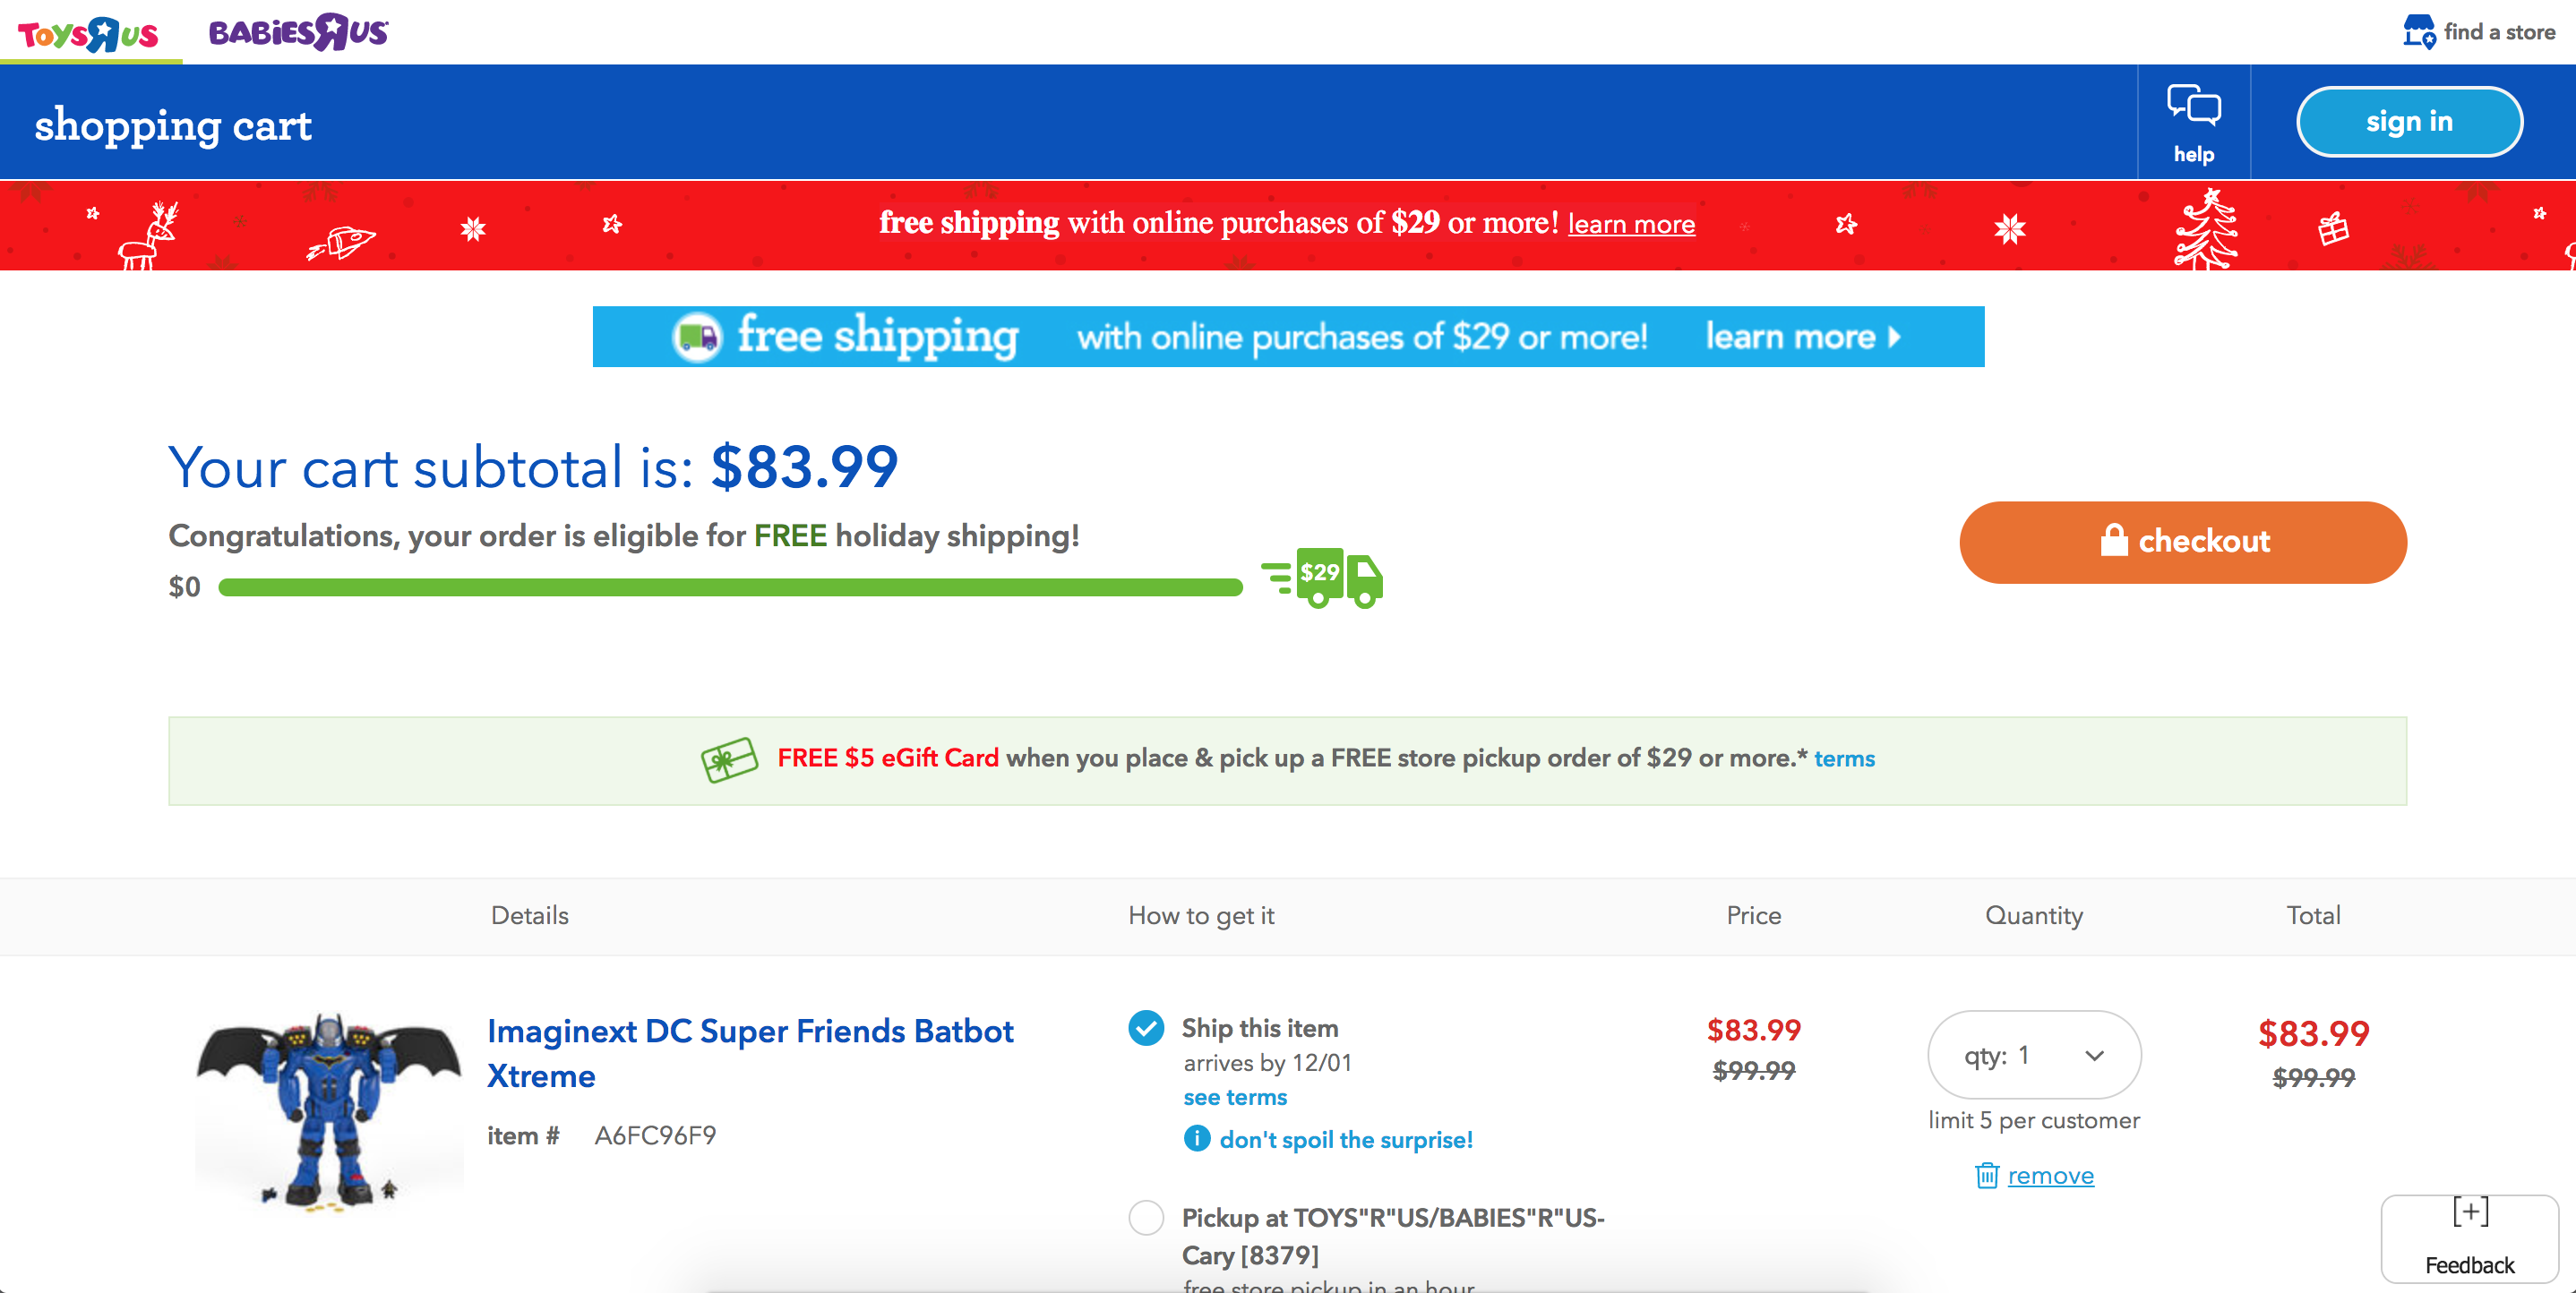 TOYSRUS BABIESRUS find a store
shopping cart
help
sign in
free shipping with online purchases of $29 or more! learn more
free shipping with online purchases of $29 or more! learn more
Your cart subtotal is: $83.99
Congratulations, your order is eligible for FREE holiday shipping!
$0 $29
checkout
FREE $5 eGift Card when you place & pick up a FREE store pickup order of $29 or more.* terms
Details How to get it Price Quantity Total
Imaginext DC Super Friends Batbot
Xtreme
item # A6FC96F9
Ship this item
arrives by 12/01
see terms
i don't spoil the surprise!
Pickup at TOYS"R"US/BABIES"R"US-
Cary [8379]
free store pickup in an hour
$83.99
$99.99
qty: 1
limit 5 per customer
remove
$83.99
$99.99
[+]
Feedback